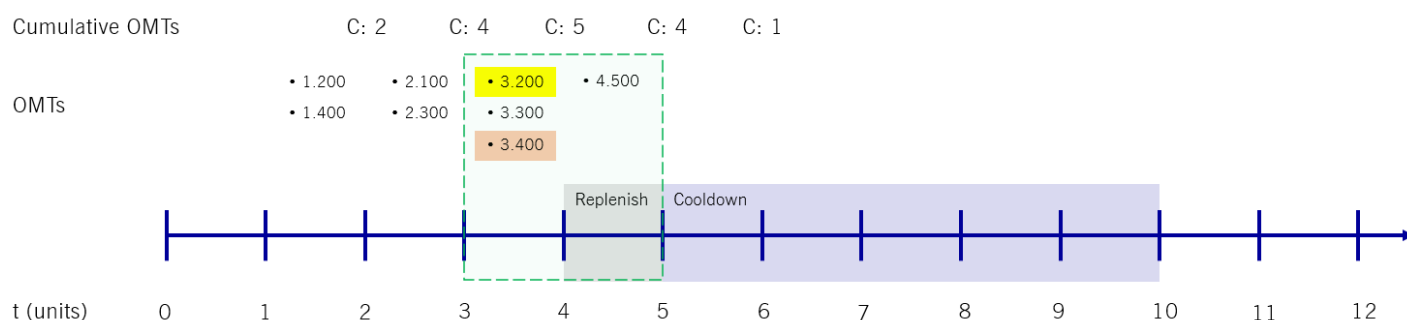 Cumulative OMTs C: 2 C: 4 C: 5 C: 4 C: 1
• 1.200 • 2.100 • 3.200 • 4.500
OMTs
• 1.400 • 2.300 • 3.300
• 3.400
Replenish Cooldown
t (units) 0 1 2 3 4 5 6 7 8 9 10 11 12